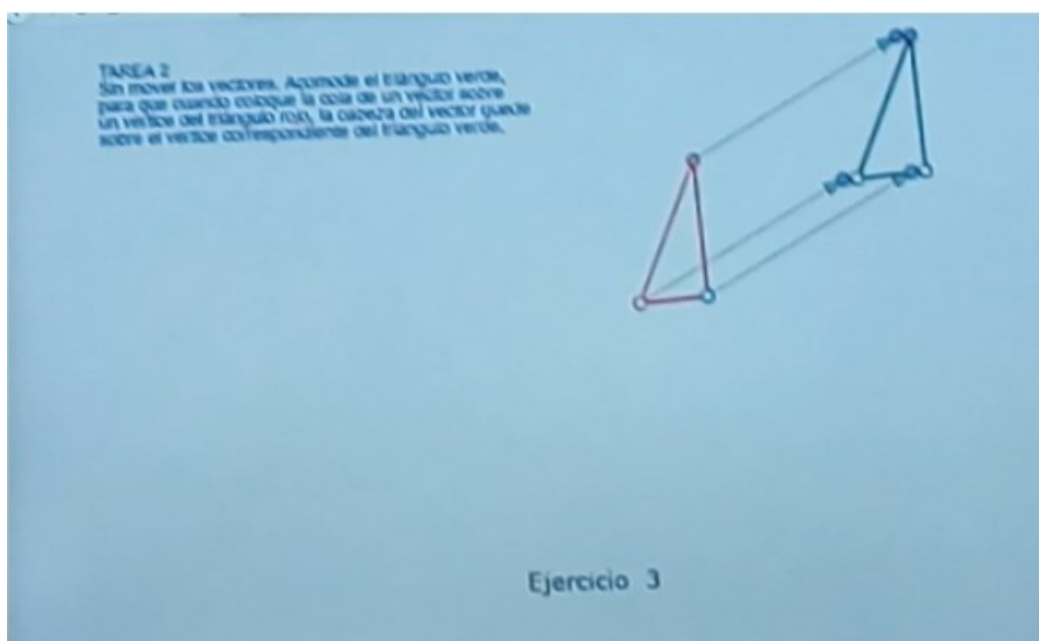 TAREA 2
Sin mover los vectores. Acomode el triángulo verde,
para que cuando coloque la cola de un vector sobre
un vértice del triángulo rojo, la cabeza del vector quede
sobre el vértice correspondiente del triángulo verde.
Ejercicio 3